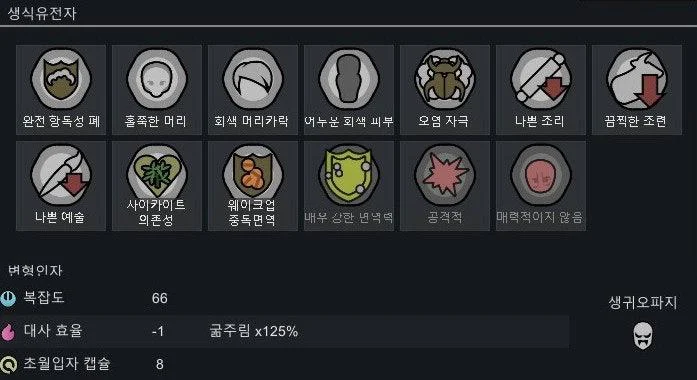 생식유전자
완전 항독성 폐
홀쭉한 머리
회색 머리카락
어두운 회색 피부
오염 자극
나쁜 조리
끔찍한 조련
나쁜 예술
사이카이트
의존성
웨이크업
중독면역
매우 강한 면역력
공격적
매력적이지 않음
변형인자
복잡도 66
생귀오파지
대사 효율 -1 굶주림 x125%
초월입자 캡슐 8